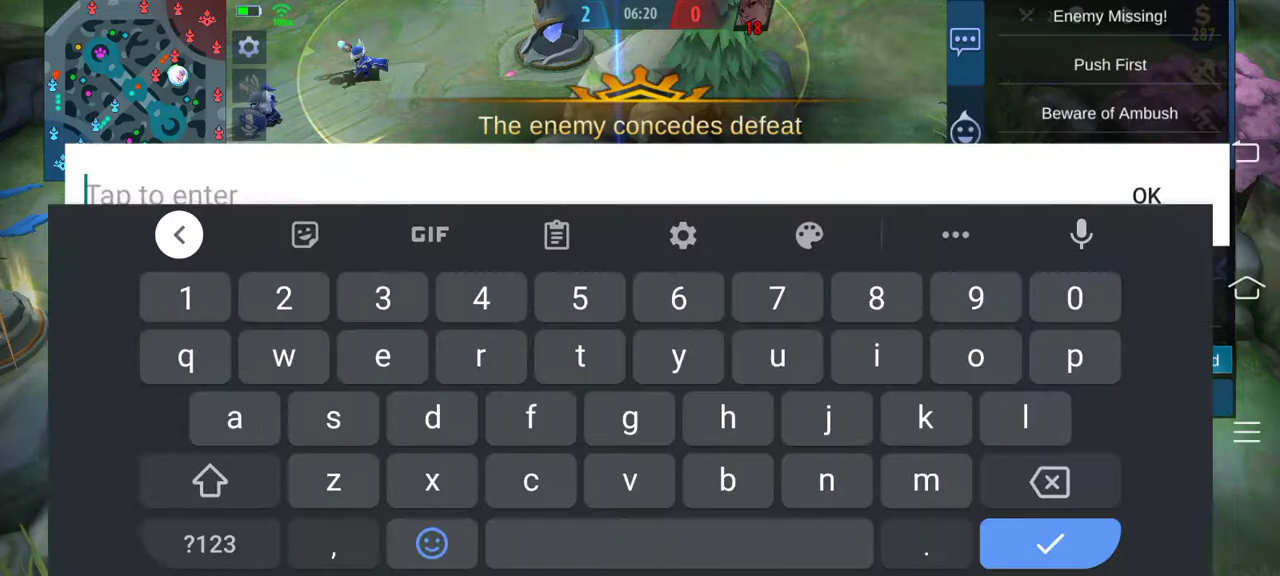 2 06:20 0
18
Enemy Missing!
287
Push First
Beware of Ambush
The enemy concedes defeat
Tap to enter
OK
GIF
1 2 3 4 5 6 7 8 9 0
q w e r t y u i o p
a s d f g h j k l
z x c v b n m
?123 , .
d